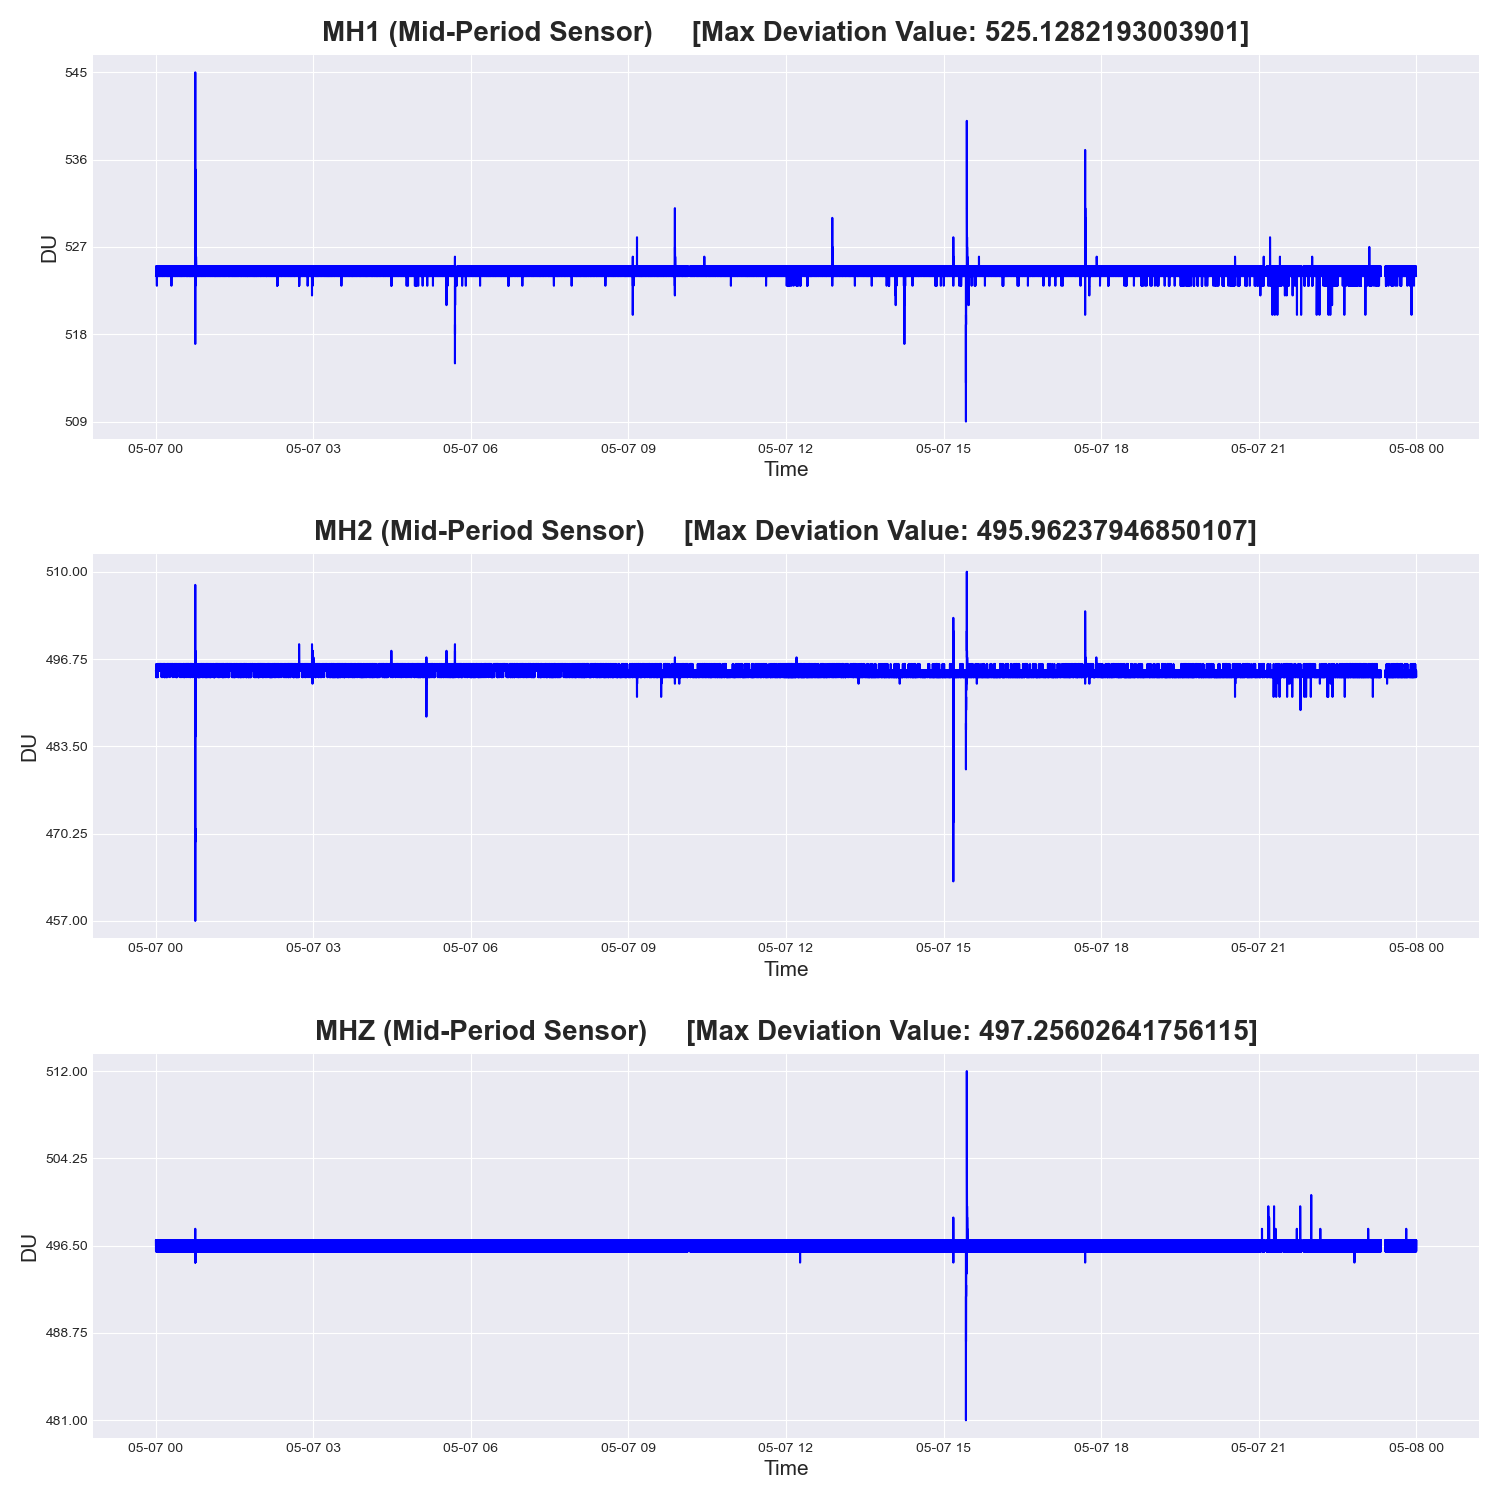 MH1 (Mid-Period Sensor) [Max Deviation Value: 525.1282193003901]
545
536
527
518
509
DU
05-07 00 05-07 03 05-07 06 05-07 09 05-07 12 05-07 15 05-07 18 05-07 21 05-08 00
Time
MH2 (Mid-Period Sensor) [Max Deviation Value: 495.96237946850107]
510.00
496.75
483.50
470.25
457.00
DU
05-07 00 05-07 03 05-07 06 05-07 09 05-07 12 05-07 15 05-07 18 05-07 21 05-08 00
Time
MHZ (Mid-Period Sensor) [Max Deviation Value: 497.25602641756115]
512.00
504.25
496.50
488.75
481.00
DU
05-07 00 05-07 03 05-07 06 05-07 09 05-07 12 05-07 15 05-07 18 05-07 21 05-08 00
Time